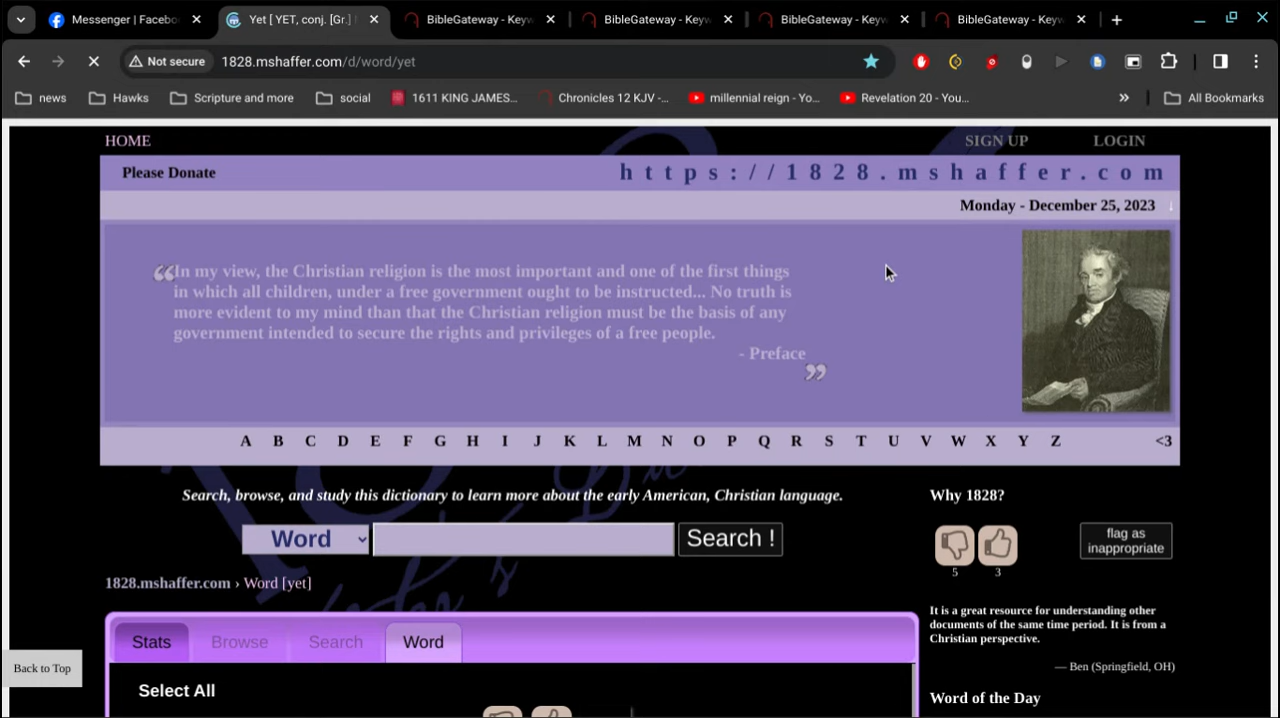 Messenger | Facebo
Yet [ YET, conj. [Gr.]
BibleGateway - Keyw
BibleGateway - Keyw
BibleGateway - Keyw
BibleGateway - Keyw
Not secure
1828.mshaffer.com/d/word/yet
news
Hawks
Scripture and more
social
1611 KING JAMES...
Chronicles 12 KJV -...
millennial reign - Yo...
Revelation 20 - You...
»
All Bookmarks
HOME
SIGN UP
LOGIN
Please Donate
https://1828.mshaffer.com
Monday - December 25, 2023 ↓
“In my view, the Christian religion is the most important and one of the first things
in which all children, under a free government ought to be instructed... No truth is
more evident to my mind than that the Christian religion must be the basis of any
government intended to secure the rights and privileges of a free people.
- Preface
”
A B C D E F G H I J K L M N O P Q R S T U V W X Y Z <3
Search, browse, and study this dictionary to learn more about the early American, Christian language.
Word
Search !
1828.mshaffer.com › Word [yet]
Stats
Browse
Search
Word
Select All
Back to Top
Why 1828?
5
3
flag as
inappropriate
It is a great resource for understanding other
documents of the same time period. It is from a
Christian perspective.
— Ben (Springfield, OH)
Word of the Day